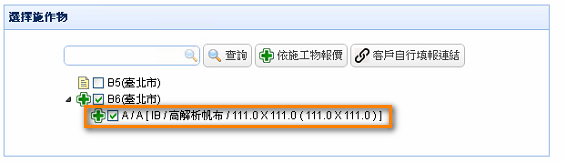 選擇施作物
查詢 依施工物報價 客戶自行填報連結
B5(臺北市)
B6(臺北市)
A / A [ IB / 高解析帆布 / 111.0 X 111.0 ( 111.0 X 111.0 ) ]